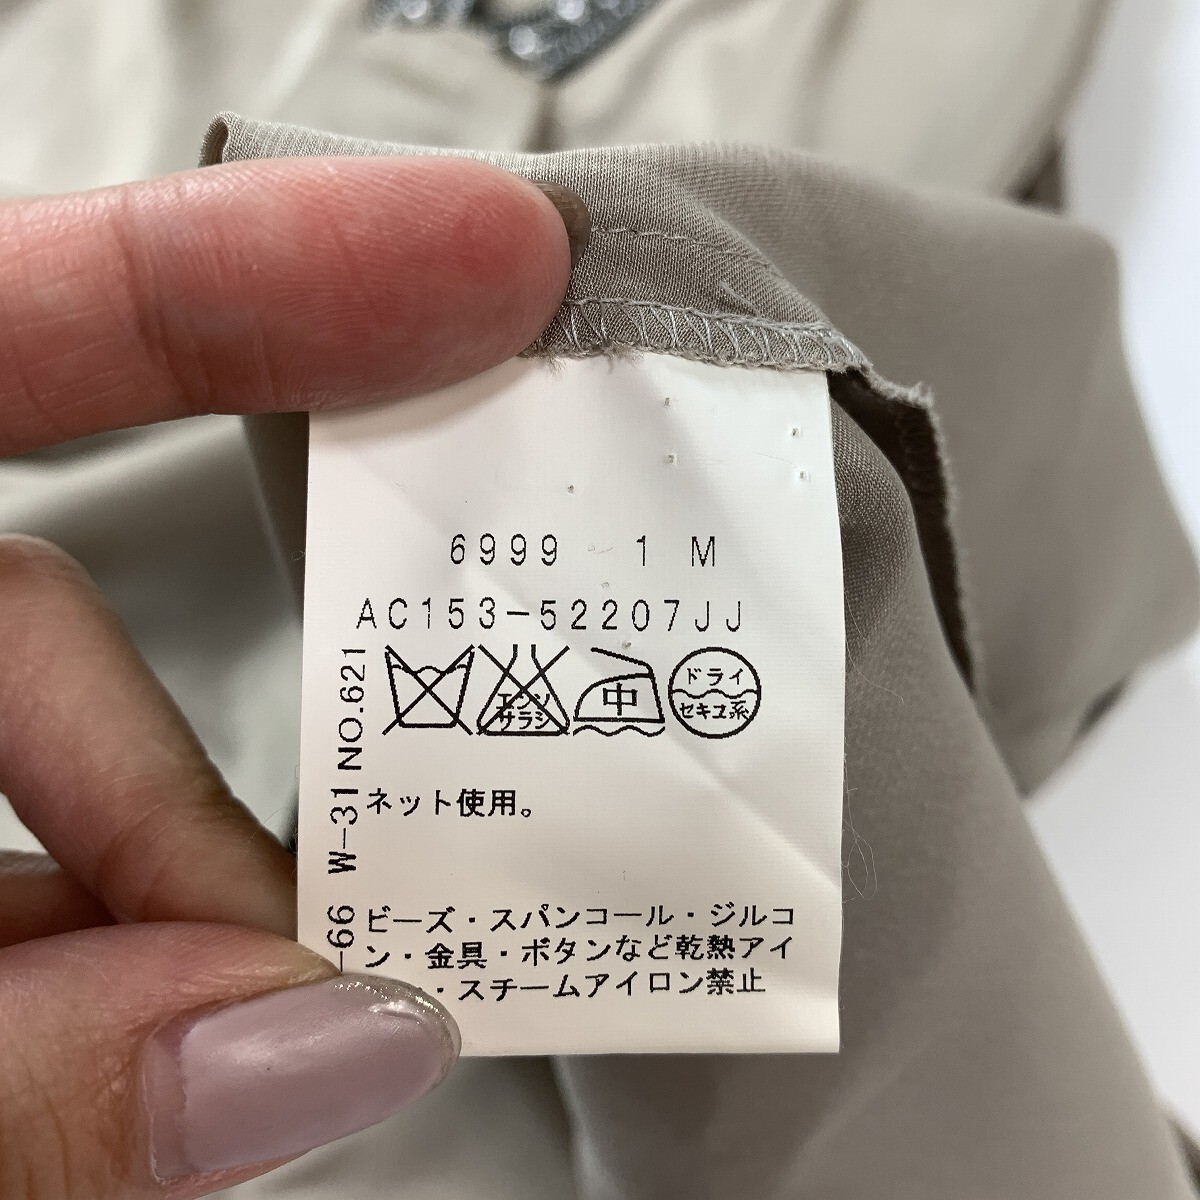 6999 1 M
AC153-52207JJ
エンソ
サラシ
中
ドライ
セキユ系
ネット使用。
ビーズ・スパンコール・ジルコ
ン・金具・ボタンなど乾熱アイ
・スチームアイロン禁止
-66 W-31 NO.621